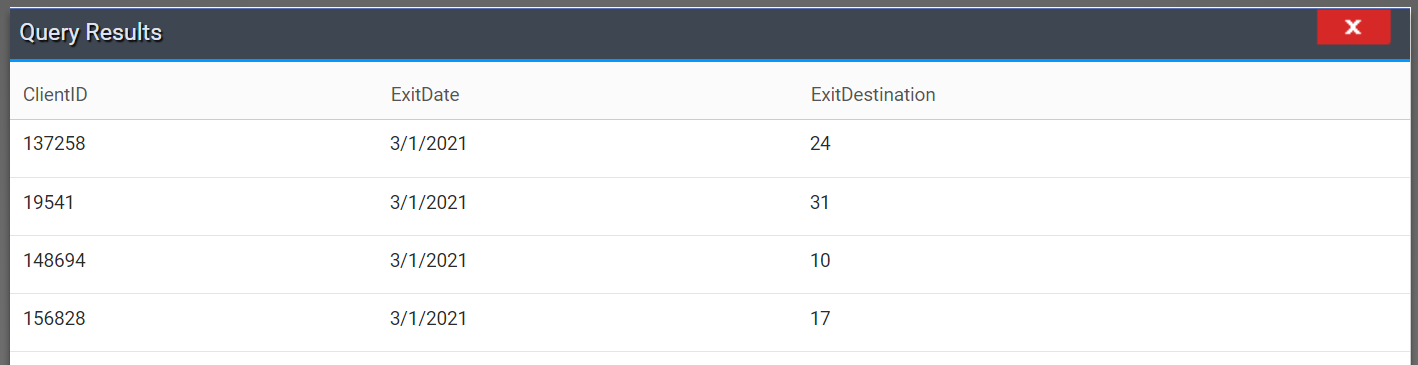 Query Results
X
ClientID ExitDate ExitDestination
137258 3/1/2021 24
19541 3/1/2021 31
148694 3/1/2021 10
156828 3/1/2021 17